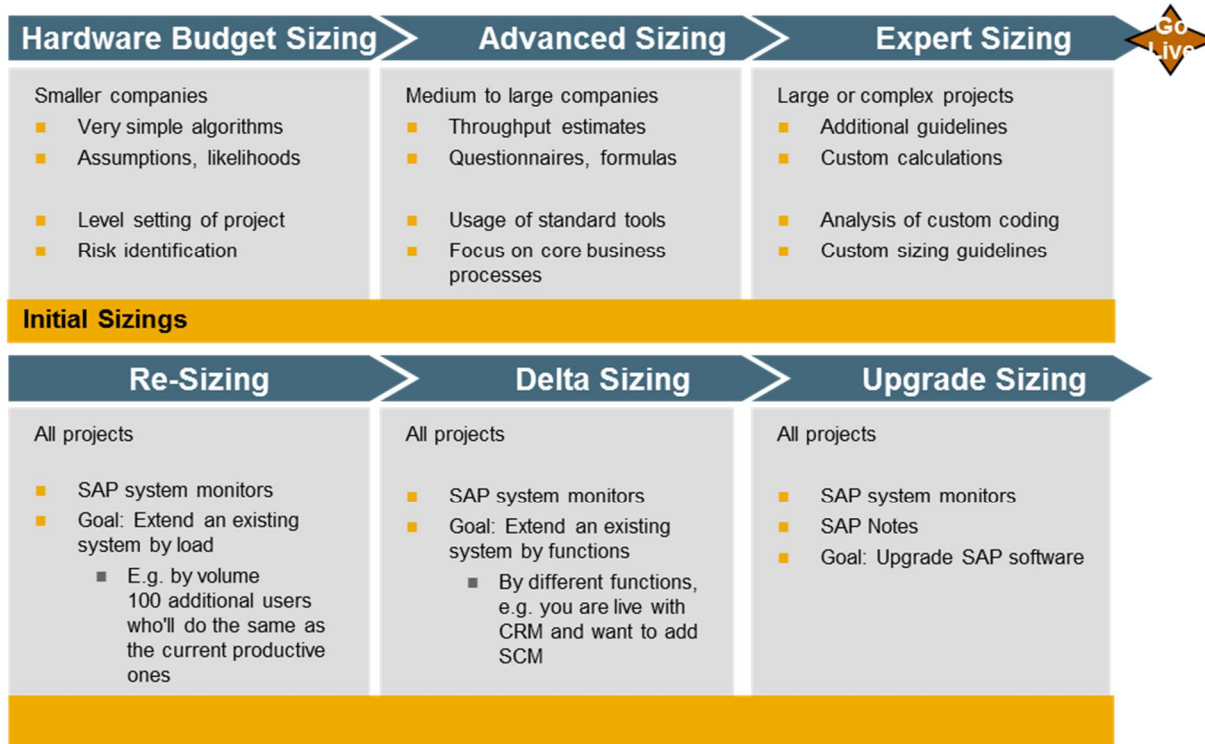 Hardware Budget Sizing
Advanced Sizing
Expert Sizing
Go
Live
Smaller companies
Very simple algorithms
Assumptions, likelihoods
Level setting of project
Risk identification
Medium to large companies
Throughput estimates
Questionnaires, formulas
Usage of standard tools
Focus on core business
processes
Large or complex projects
Additional guidelines
Custom calculations
Analysis of custom coding
Custom sizing guidelines
Initial Sizings
Re-Sizing
Delta Sizing
Upgrade Sizing
All projects
SAP system monitors
Goal: Extend an existing
system by load
E.g. by volume
100 additional users
who'll do the same as
the current productive
ones
All projects
SAP system monitors
Goal: Extend an existing
system by functions
By different functions,
e.g. you are live with
CRM and want to add
SCM
All projects
SAP system monitors
SAP Notes
Goal: Upgrade SAP software